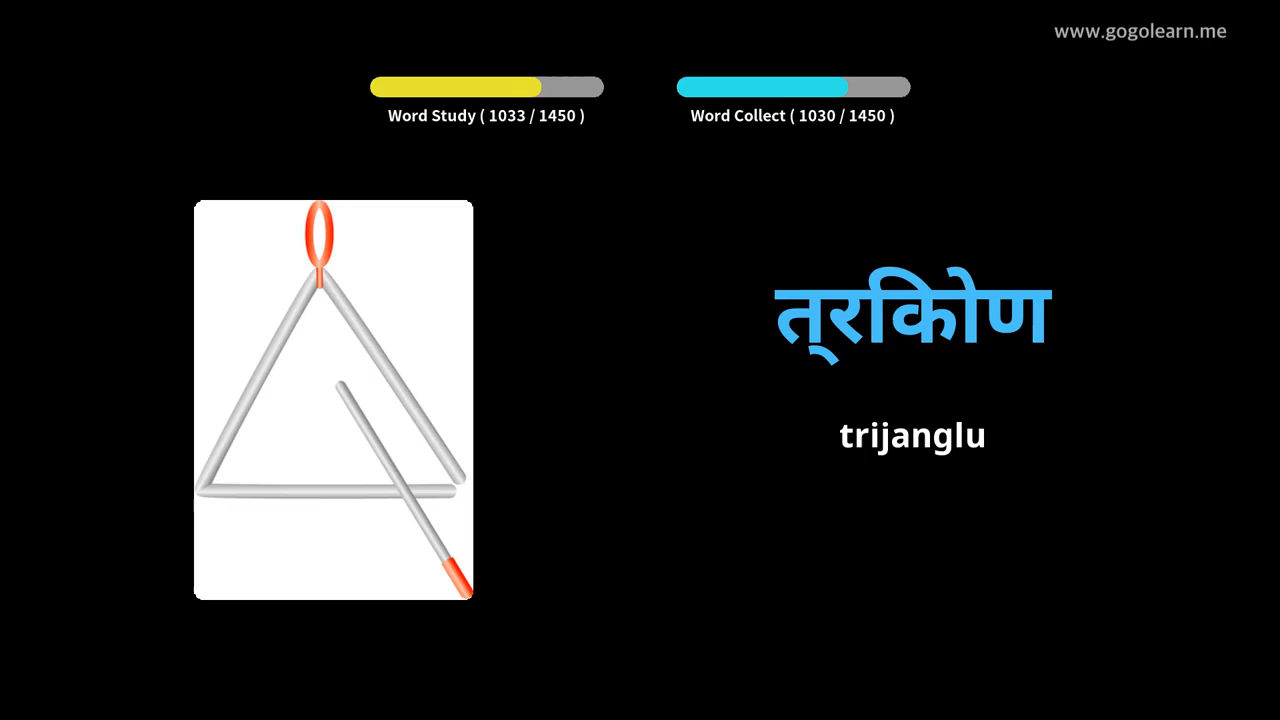 www.gogolearn.me
Word Study ( 1033 / 1450 )
Word Collect ( 1030 / 1450 )
त्रिकोण
trijanglu